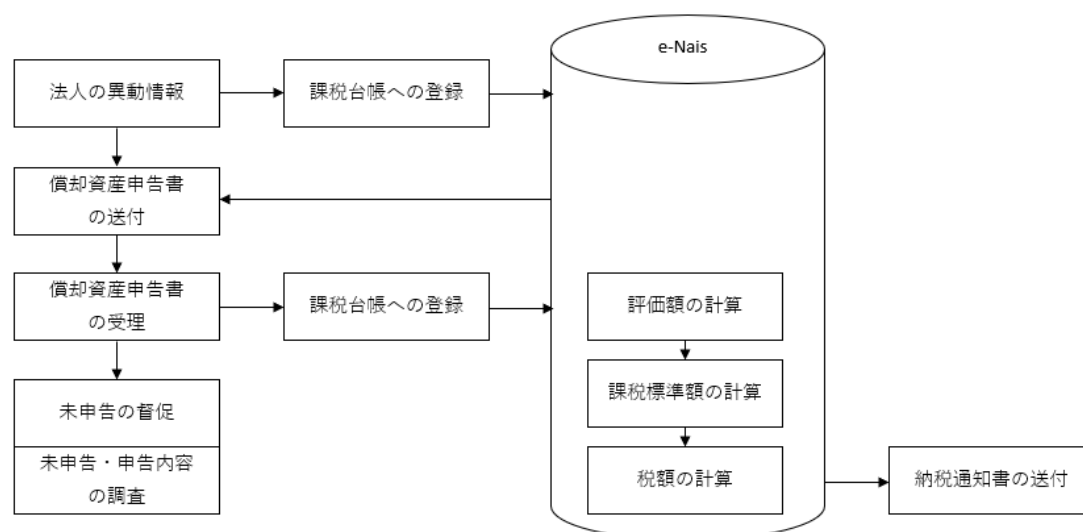 e-Nais
法人の異動情報
課税台帳への登録
償却資産申告書
の送付
償却資産申告書
の受理
課税台帳への登録
評価額の計算
課税標準額の計算
未申告の督促
未申告・申告内容
の調査
税額の計算
納税通知書の送付